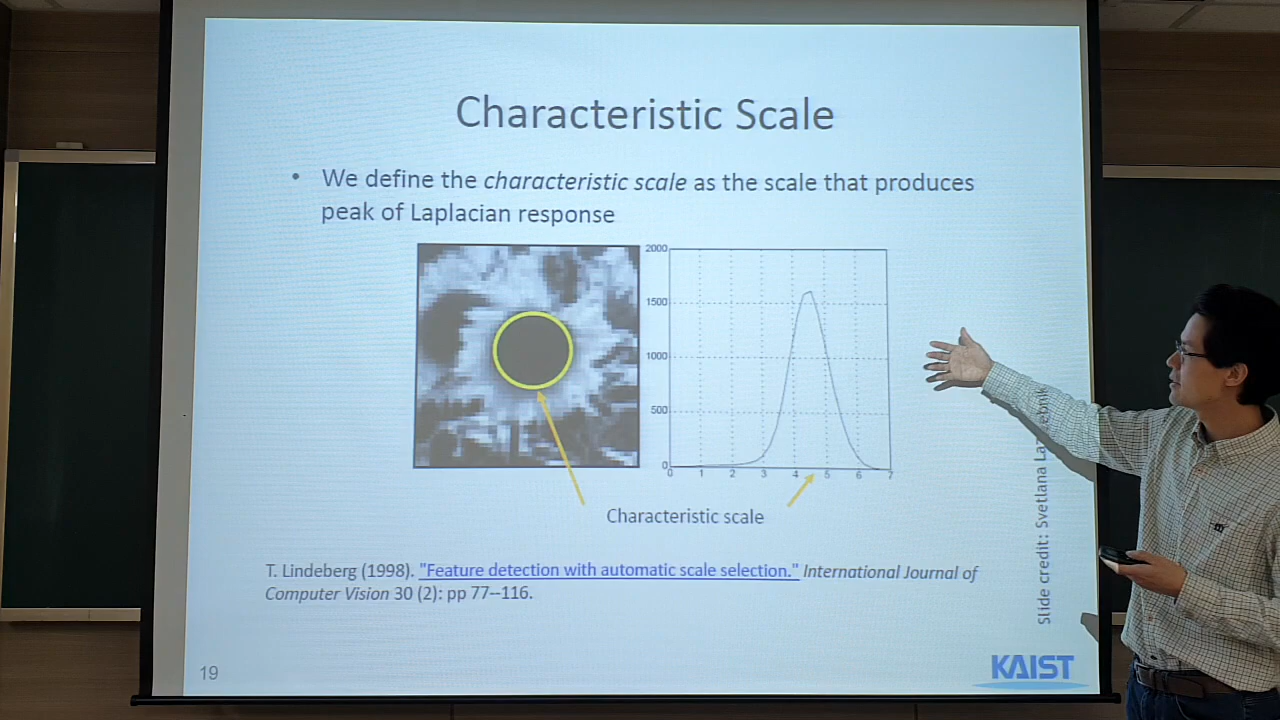 Characteristic Scale
• We define the characteristic scale as the scale that produces
peak of Laplacian response
2000
1500
1000
500
0
0 1 2 3 4 5 6 7
Characteristic scale
T. Lindeberg (1998). "Feature detection with automatic scale selection." International Journal of
Computer Vision 30 (2): pp 77--116.
Slide credit: Svetlana
19
KAIST